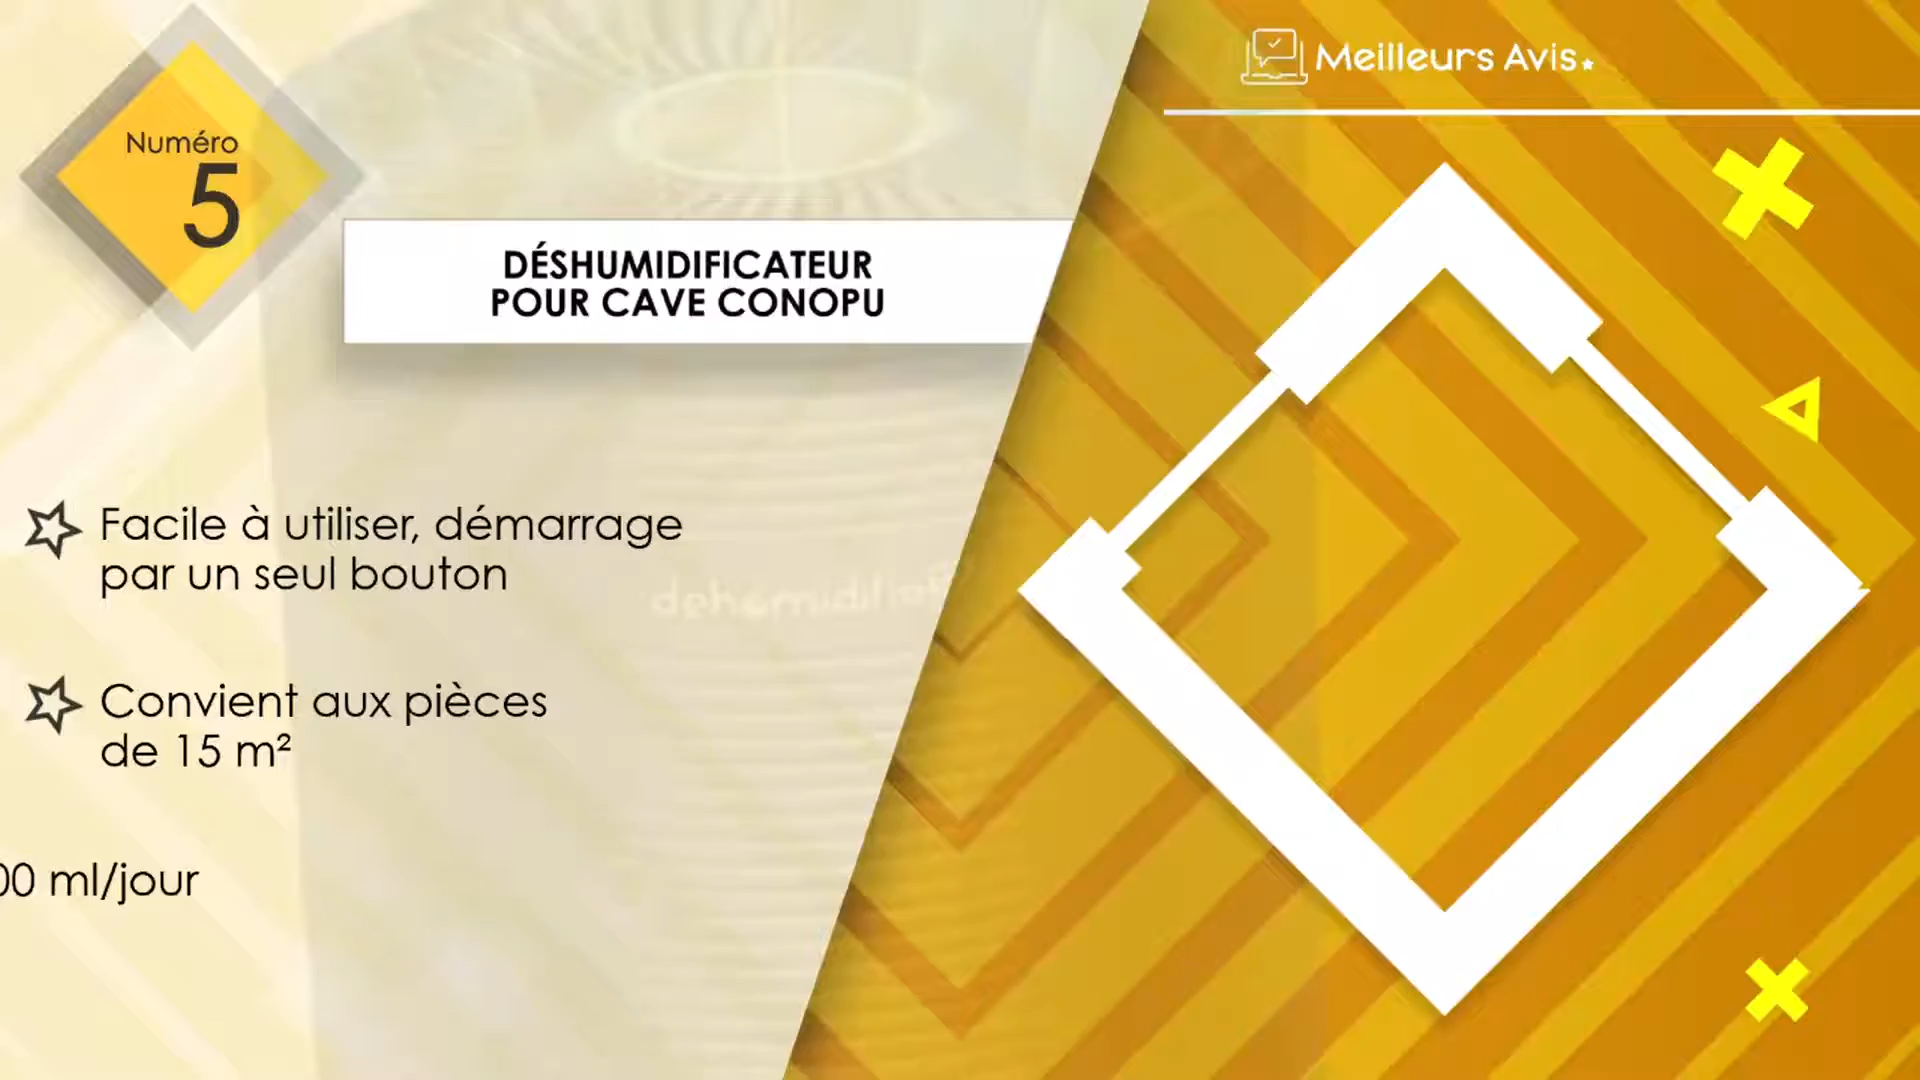 Numéro
5
Meilleurs Avis
DÉSHUMIDIFICATEUR
POUR CAVE CONOPU
Facile à utiliser, démarrage
par un seul bouton
Convient aux pièces
de 15 m²
ml/jour